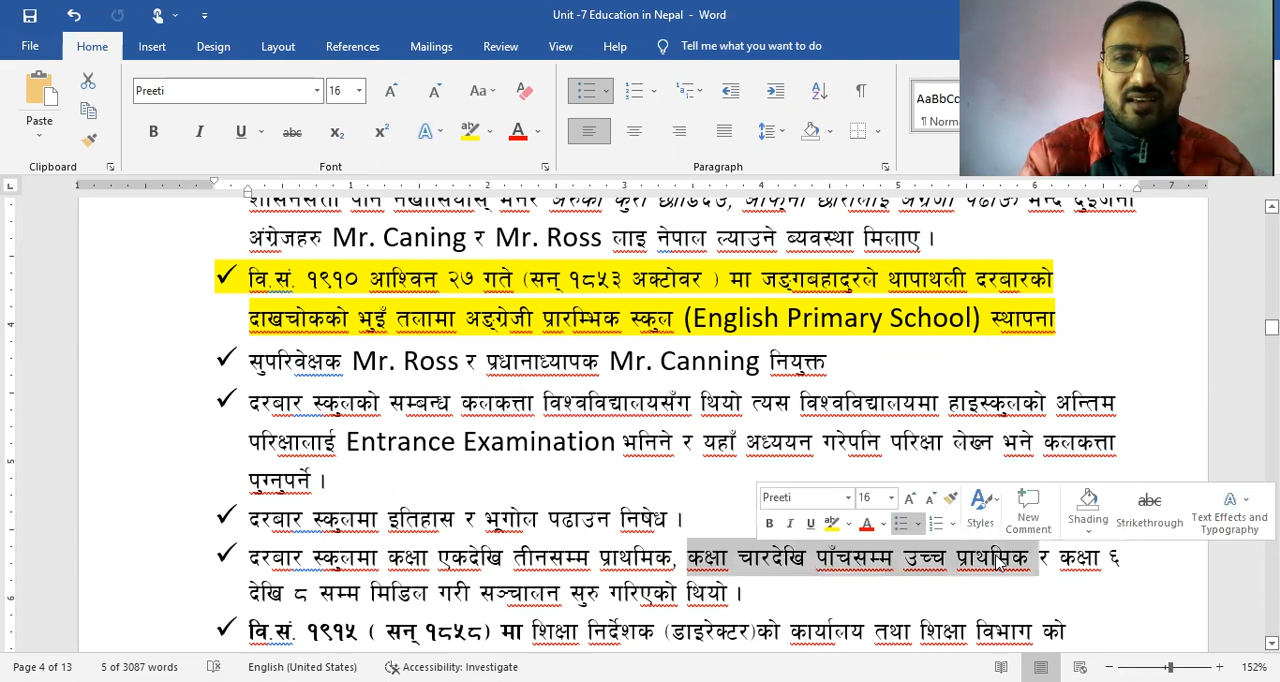 Unit -7 Education in Nepal - Word
File Home Insert Design Layout References Mailings Review View Help Tell me what you want to do
Paste
Preeti 16
AaBbCc
¶ Norm
Clipboard Font Paragraph
अंग्रेजहरु Mr. Caning र Mr. Ross लाइ नेपाल ल्याउने ब्यवस्था मिलाए ।
✓ वि.सं. १९१० आश्विन २७ गते (सन् १८५३ अक्टोवर ) मा जङ्गबहादुरले थापाथली दरबारको
दाखचोकको भुइँ तलामा अङ्ग्रेजी प्रारम्भिक स्कुल (English Primary School) स्थापना
✓ सुपरिवेक्षक Mr. Ross र प्रधानाध्यापक Mr. Canning नियुक्त
✓ दरबार स्कुलको सम्बन्ध कलकत्ता विश्वविद्यालयसँग थियो त्यस विश्वविद्यालयमा हाइस्कुलको अन्तिम
परिक्षालाई Entrance Examination भनिने र यहाँ अध्ययन गरेपनि परिक्षा लेख्न भने कलकत्ता
पुग्नुपर्ने ।
✓ दरबार स्कुलमा इतिहास र भूगोल पढाउन निषेध ।
✓ दरबार स्कुलमा कक्षा एकदेखि तीनसम्म प्राथमिक, कक्षा चारदेखि पाँचसम्म उच्च प्राथमिक र कक्षा ६
देखि ८ सम्म मिडिल गरी सञ्चालन सुरु गरिएको थियो ।
✓ वि.सं. १९१५ ( सन् १८५८) मा शिक्षा निर्देशक (डाइरेक्टर)को कार्यालय तथा शिक्षा विभाग को
Preeti 16
Styles New Comment Shading Strikethrough Text Effects and Typography
Page 4 of 13 5 of 3087 words English (United States) Accessibility: Investigate 152%